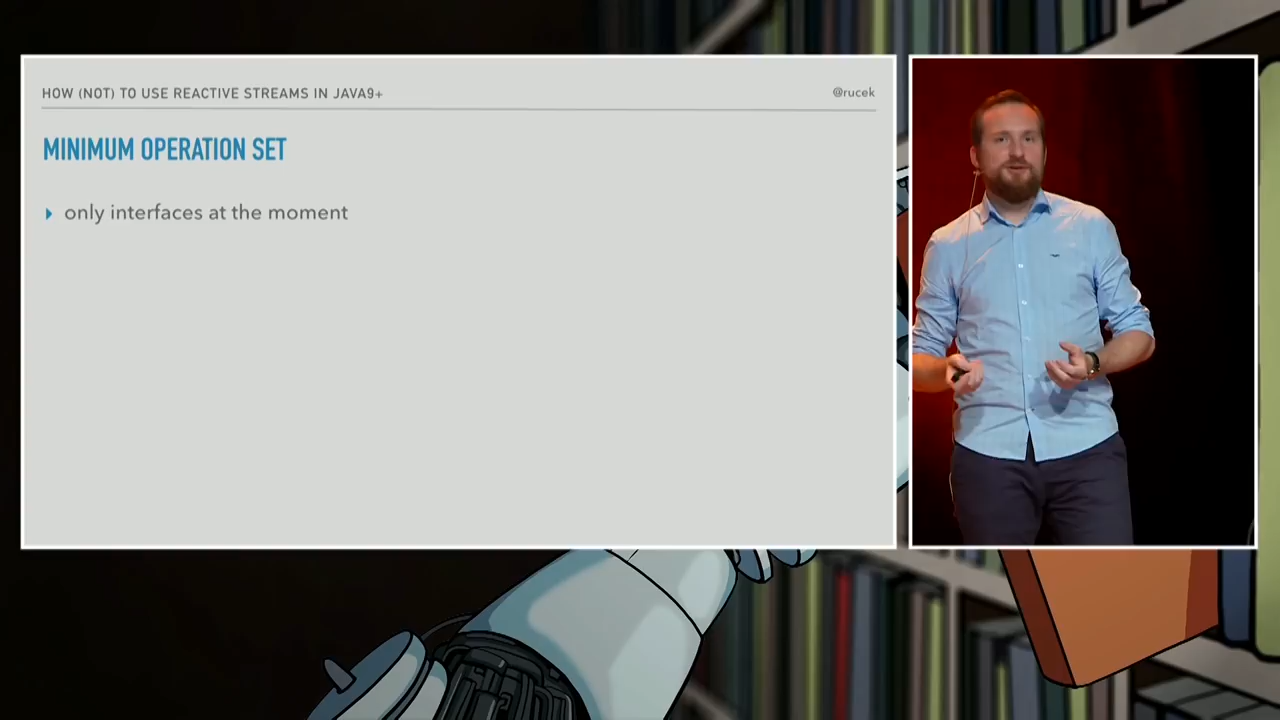 HOW (NOT) TO USE REACTIVE STREAMS IN JAVA9+
@rucek
MINIMUM OPERATION SET
only interfaces at the moment